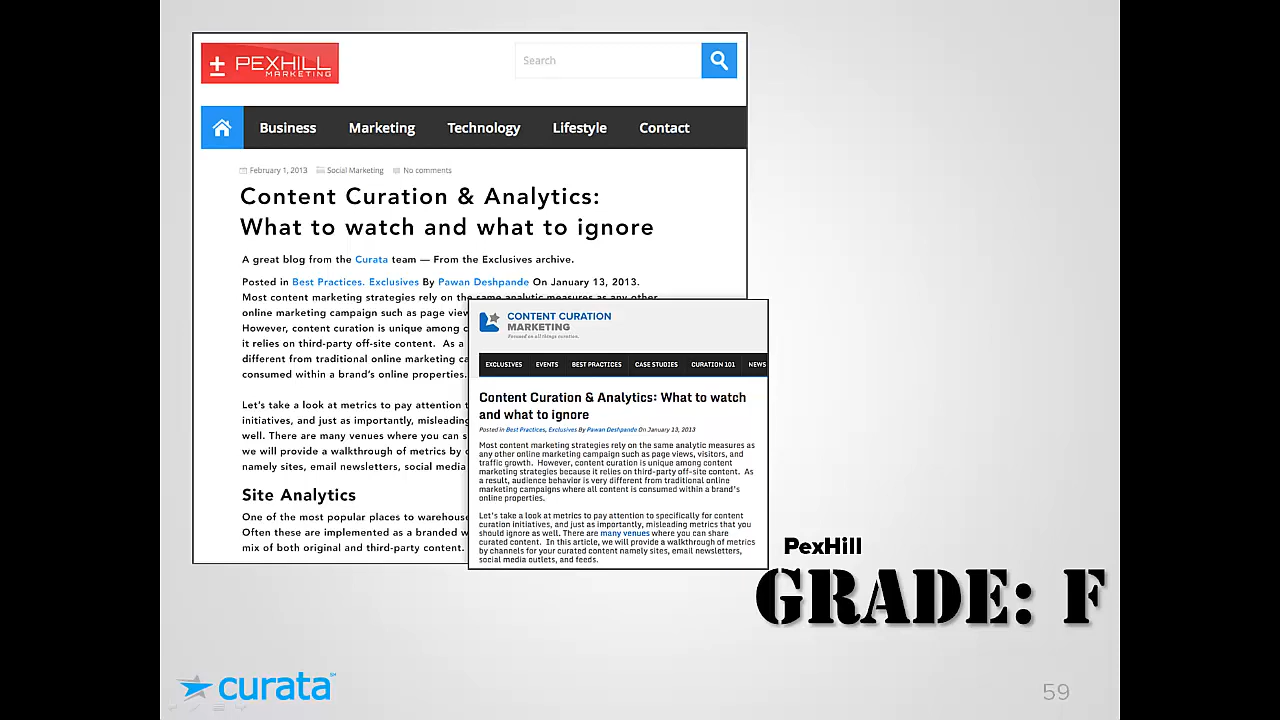 PEXHILL
MARKETING
Search
Business Marketing Technology Lifestyle Contact
February 1, 2013 Social Marketing No comments
Content Curation & Analytics:
What to watch and what to ignore
A great blog from the Curata team — From the Exclusives archive.
Posted in Best Practices. Exclusives By Pawan Deshpande On January 13, 2013.
Most content marketing strategies rely on the same analytic measures as any other
online marketing campaign such as page view
However, content curation is unique among c
it relies on third-party off-site content. As a
different from traditional online marketing ca
consumed within a brand's online properties.
Let's take a look at metrics to pay attention t
initiatives, and just as importantly, misleading
well. There are many venues where you can s
we will provide a walkthrough of metrics by c
namely sites, email newsletters, social media
Site Analytics
One of the most popular places to warehouse
Often these are implemented as a branded w
mix of both original and third-party content.
CONTENT CURATION
MARKETING
Focused on all things curation.
EXCLUSIVES EVENTS BEST PRACTICES CASE STUDIES CURATION 101 NEWS
Content Curation & Analytics: What to watch
and what to ignore
Posted in Best Practices, Exclusives By Pawan Deshpande On January 13, 2013
Most content marketing strategies rely on the same analytic measures as
any other online marketing campaign such as page views, visitors, and
traffic growth. However, content curation is unique among content
marketing strategies because it relies on third-party off-site content. As
a result, audience behavior is very different from traditional online
marketing campaigns where all content is consumed within a brand's
online properties.
Let's take a look at metrics to pay attention to specifically for content
curation initiatives, and just as importantly, misleading metrics that you
should ignore as well. There are many venues where you can share
curated content. In this article, we will provide a walkthrough of metrics
by channels for your curated content namely sites, email newsletters,
social media outlets, and feeds.
PexHill
GRADE: F
curata
59